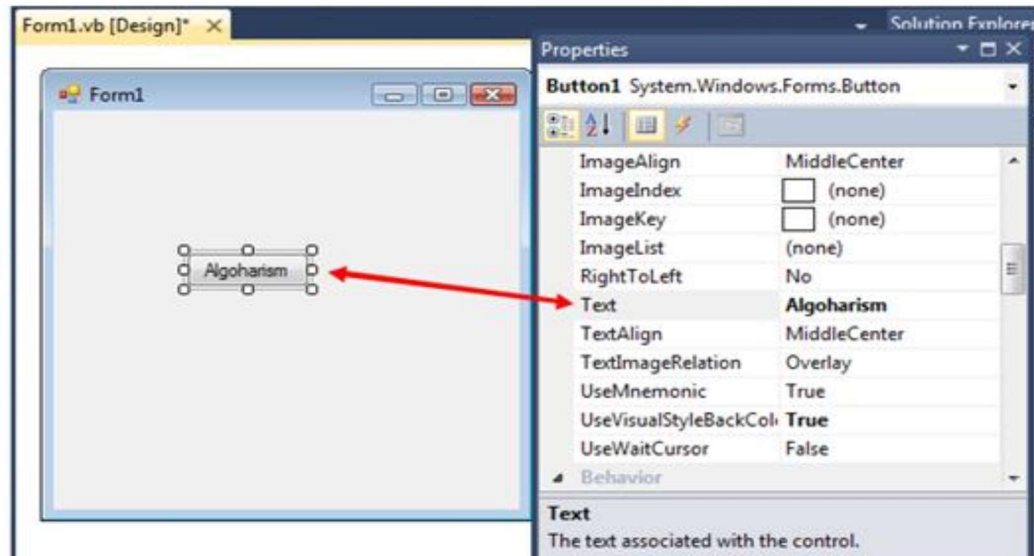 Form1.vb [Design]*
Solution Explorer
Properties
Form1
Button1 System.Windows.Forms.Button
ImageAlign MiddleCenter
ImageIndex (none)
ImageKey (none)
ImageList (none)
RightToLeft No
Algoharism
Text Algoharism
TextAlign MiddleCenter
TextImageRelation Overlay
UseMnemonic True
UseVisualStyleBackCol True
UseWaitCursor False
Behavior
Text
The text associated with the control.